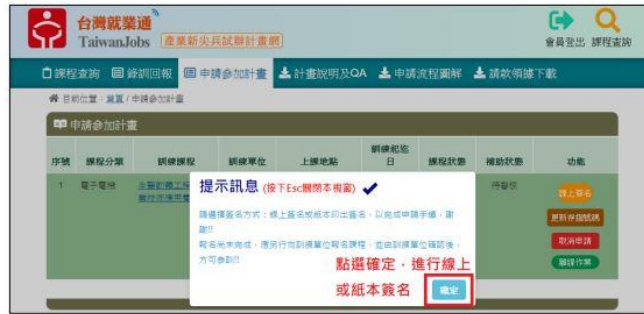 台灣就業通
TaiwanJobs 產業新尖兵試辦計畫網
會員登出 課程查詢
課程查詢 錄訓回報 申請參加計畫 計畫說明及QA 申請流程圖解 請款領據下載
目前位置：首頁 / 申請參加計畫
申請參加計畫
序號 課程分類 訓練課程 訓練單位 上課地點 訓練起迄日 課程狀態 補助狀態 功能
1 電子電機
線上簽名
更新存摺號碼
取消申請
離訓作業
提示訊息 (按下Esc關閉本視窗)
請選擇簽名方式：線上簽名或紙本印出簽名，以完成申請手續，謝
謝!!
報名尚未完成，應另行向訓練單位報名課程，並由訓練單位確認後，
方可參訓!!
點選確定，進行線上
或紙本簽名
確定